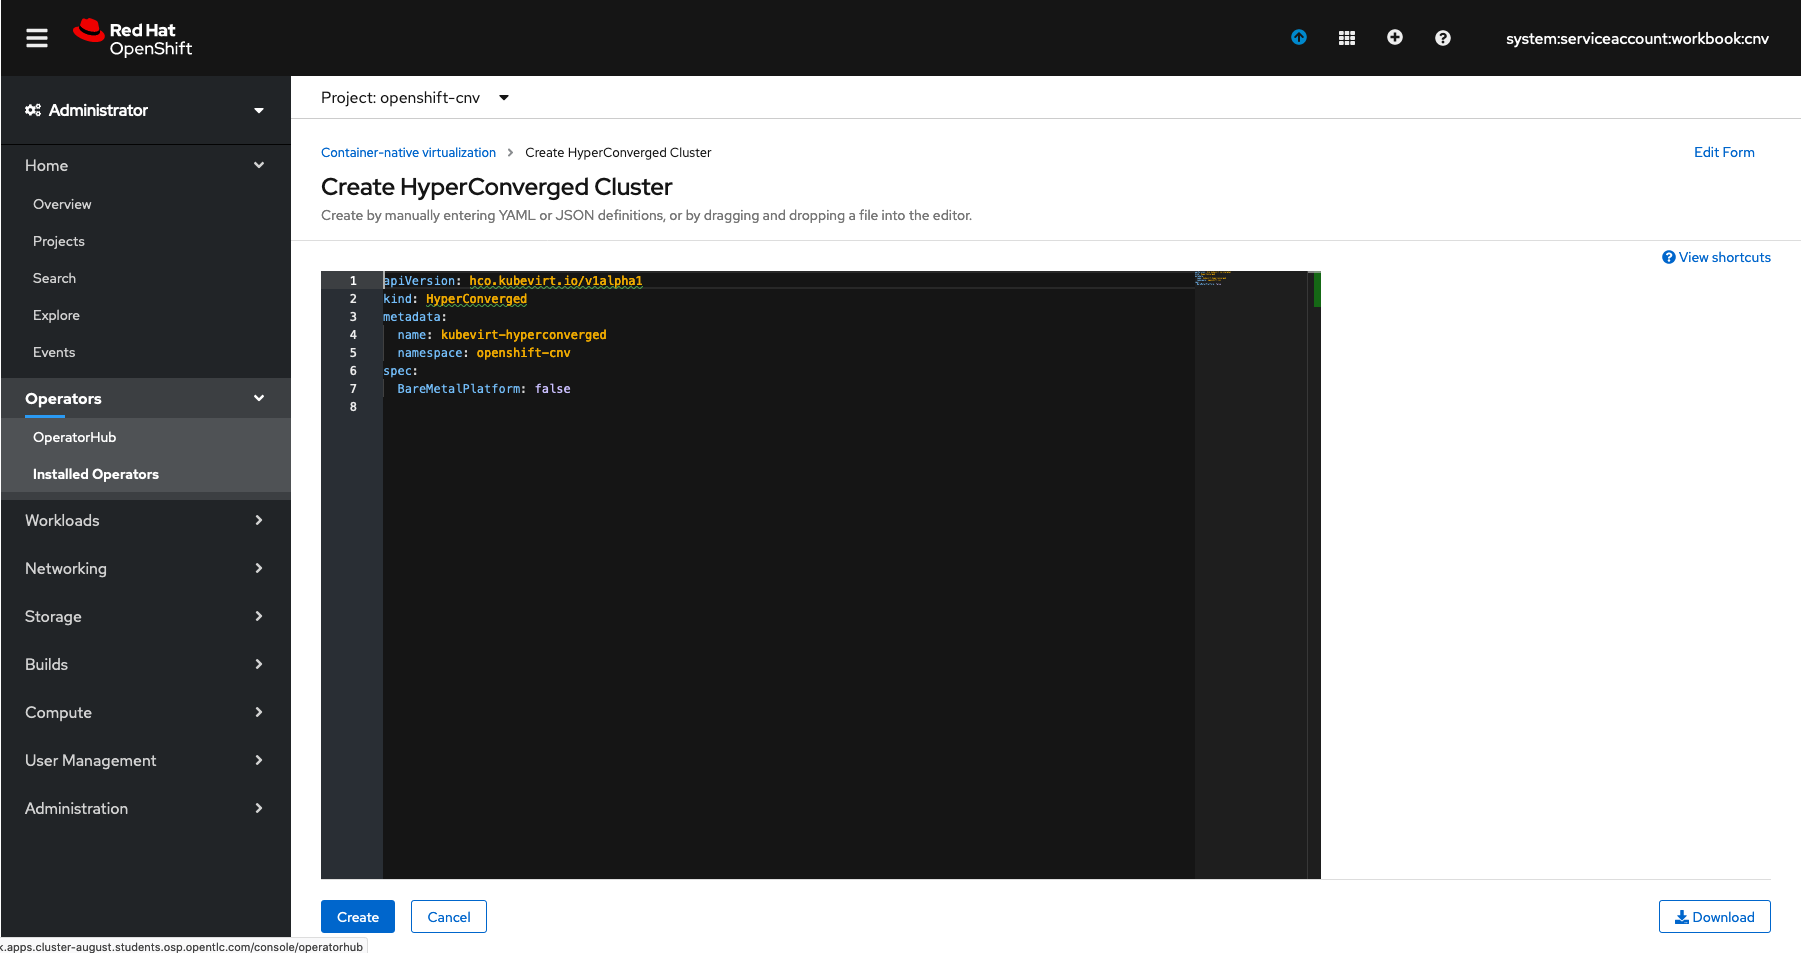 Red Hat
OpenShift
system:serviceaccount:workbook:cnv
Administrator
Home
Overview
Projects
Search
Explore
Events
Operators
OperatorHub
Installed Operators
Workloads
Networking
Storage
Builds
Compute
User Management
Administration
Project: openshift-cnv
Container-native virtualization > Create HyperConverged Cluster
Edit Form
Create HyperConverged Cluster
Create by manually entering YAML or JSON definitions, or by dragging and dropping a file into the editor.
View shortcuts
1 apiVersion: hco.kubevirt.io/v1alpha1
2 kind: HyperConverged
3 metadata:
4 name: kubevirt-hyperconverged
5 namespace: openshift-cnv
6 spec:
7 BareMetalPlatform: false
8
Create
Cancel
Download
k.apps.cluster-august.students.osp.opentlc.com/console/operatorhub